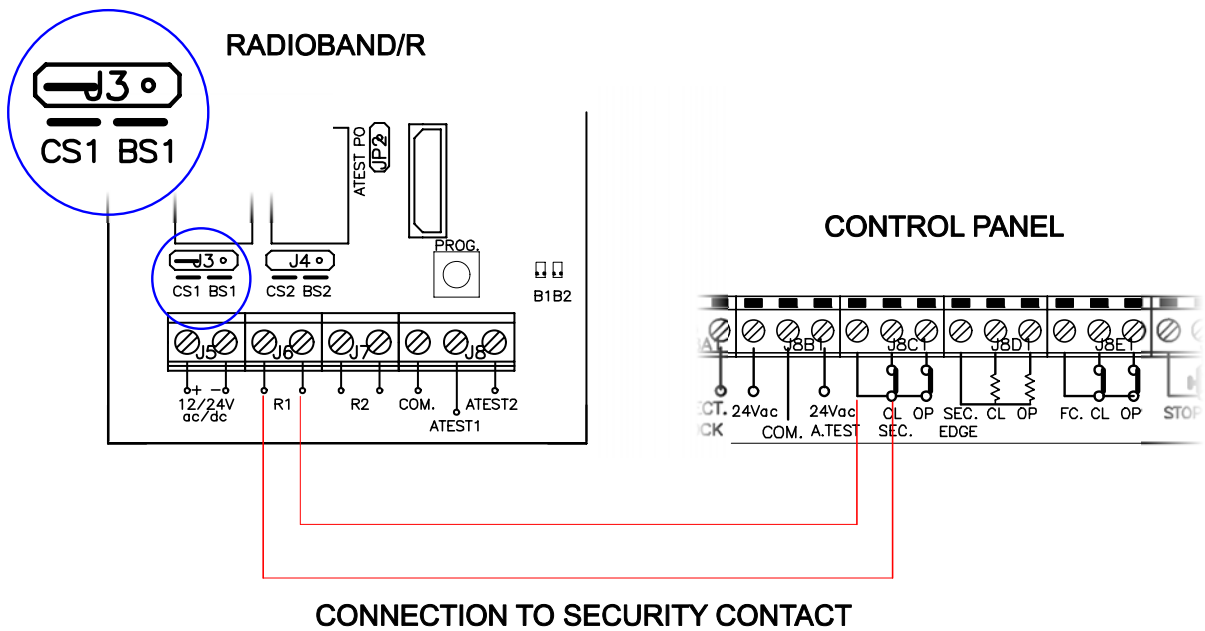 RADIOBAND/R
J3
CS1 BS1
ATEST PO
JP2
PROG.
J3
CS1 BS1
J4
CS2 BS2
B1B2
J5
J6
J7
J8
+ -
12/24V
ac/dc
R1
R2
COM.
ATEST1
ATEST2
CONTROL PANEL
J8B1
J8C1
J8D1
J8E1
24Vac
COM.
24Vac
A.TEST
CL OP
SEC.
SEC. CL OP
EDGE
FC. CL OP
STOP
CONNECTION TO SECURITY CONTACT